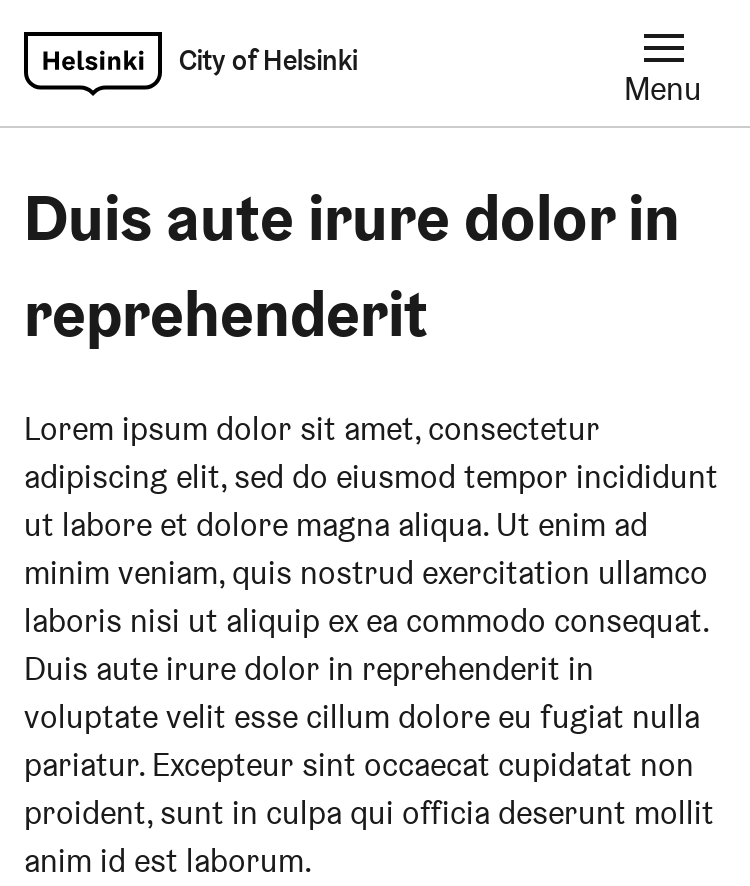 Helsinki City of Helsinki
Menu
Duis aute irure dolor in
reprehenderit
Lorem ipsum dolor sit amet, consectetur
adipiscing elit, sed do eiusmod tempor incididunt
ut labore et dolore magna aliqua. Ut enim ad
minim veniam, quis nostrud exercitation ullamco
laboris nisi ut aliquip ex ea commodo consequat.
Duis aute irure dolor in reprehenderit in
voluptate velit esse cillum dolore eu fugiat nulla
pariatur. Excepteur sint occaecat cupidatat non
proident, sunt in culpa qui officia deserunt mollit
anim id est laborum.